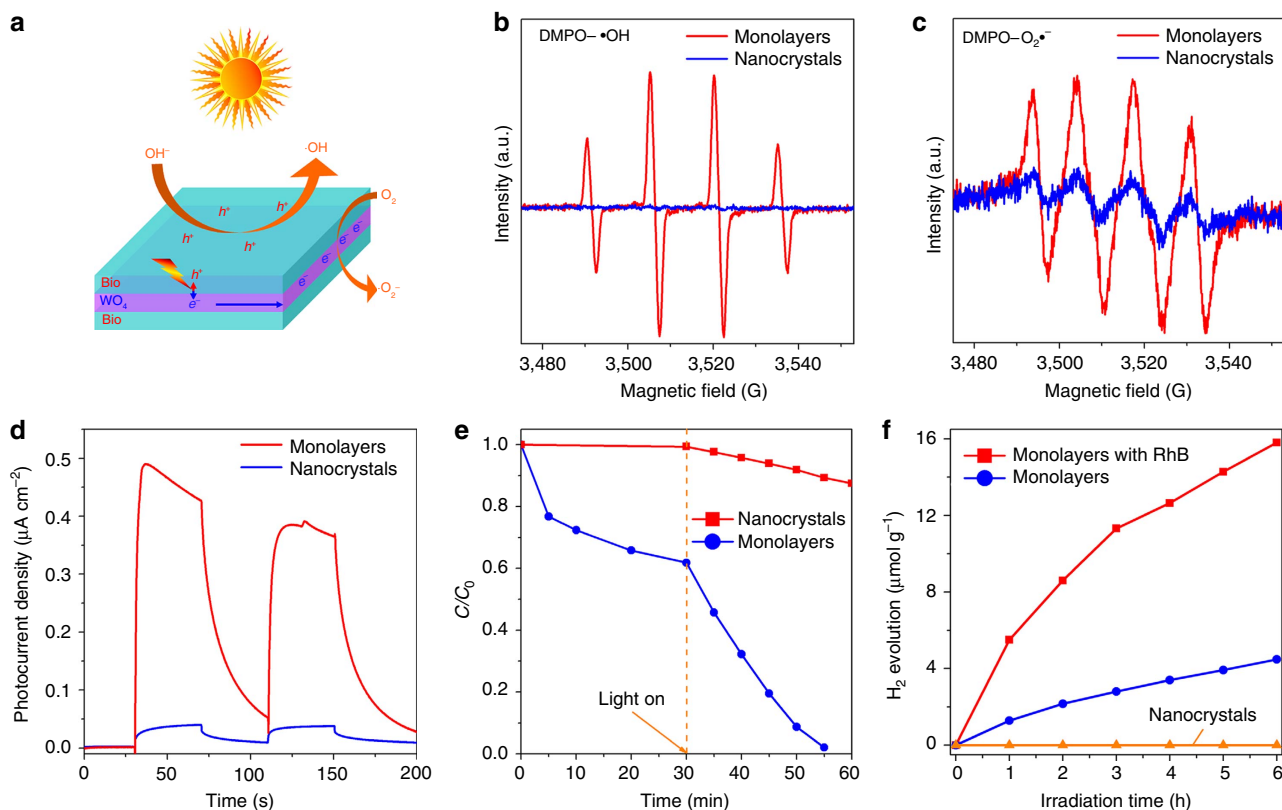 a
OH⁻
·OH
O₂
h⁺
h⁺
h⁺
h⁺
e⁻
e⁻
e⁻
e⁻
e⁻
h⁺
Bio
WO₄
e⁻
Bio
·O₂⁻
b
DMPO– •OH
Monolayers
Nanocrystals
Intensity (a.u.)
3,480 3,500 3,520 3,540
Magnetic field (G)
c
DMPO–O₂•⁻
Monolayers
Nanocrystals
Intensity (a.u.)
3,480 3,500 3,520 3,540
Magnetic field (G)
d
Monolayers
Nanocrystals
Photocurrent density (µA cm⁻²)
0.5
0.4
0.3
0.2
0.1
0.0
0 50 100 150 200
Time (s)
e
Nanocrystals
Monolayers
Light on
C/C₀
1.0
0.8
0.6
0.4
0.2
0.0
0 10 20 30 40 50 60
Time (min)
f
Monolayers with RhB
Monolayers
Nanocrystals
H₂ evolution (µmol g⁻¹)
16
12
8
4
0
0 1 2 3 4 5 6
Irradiation time (h)